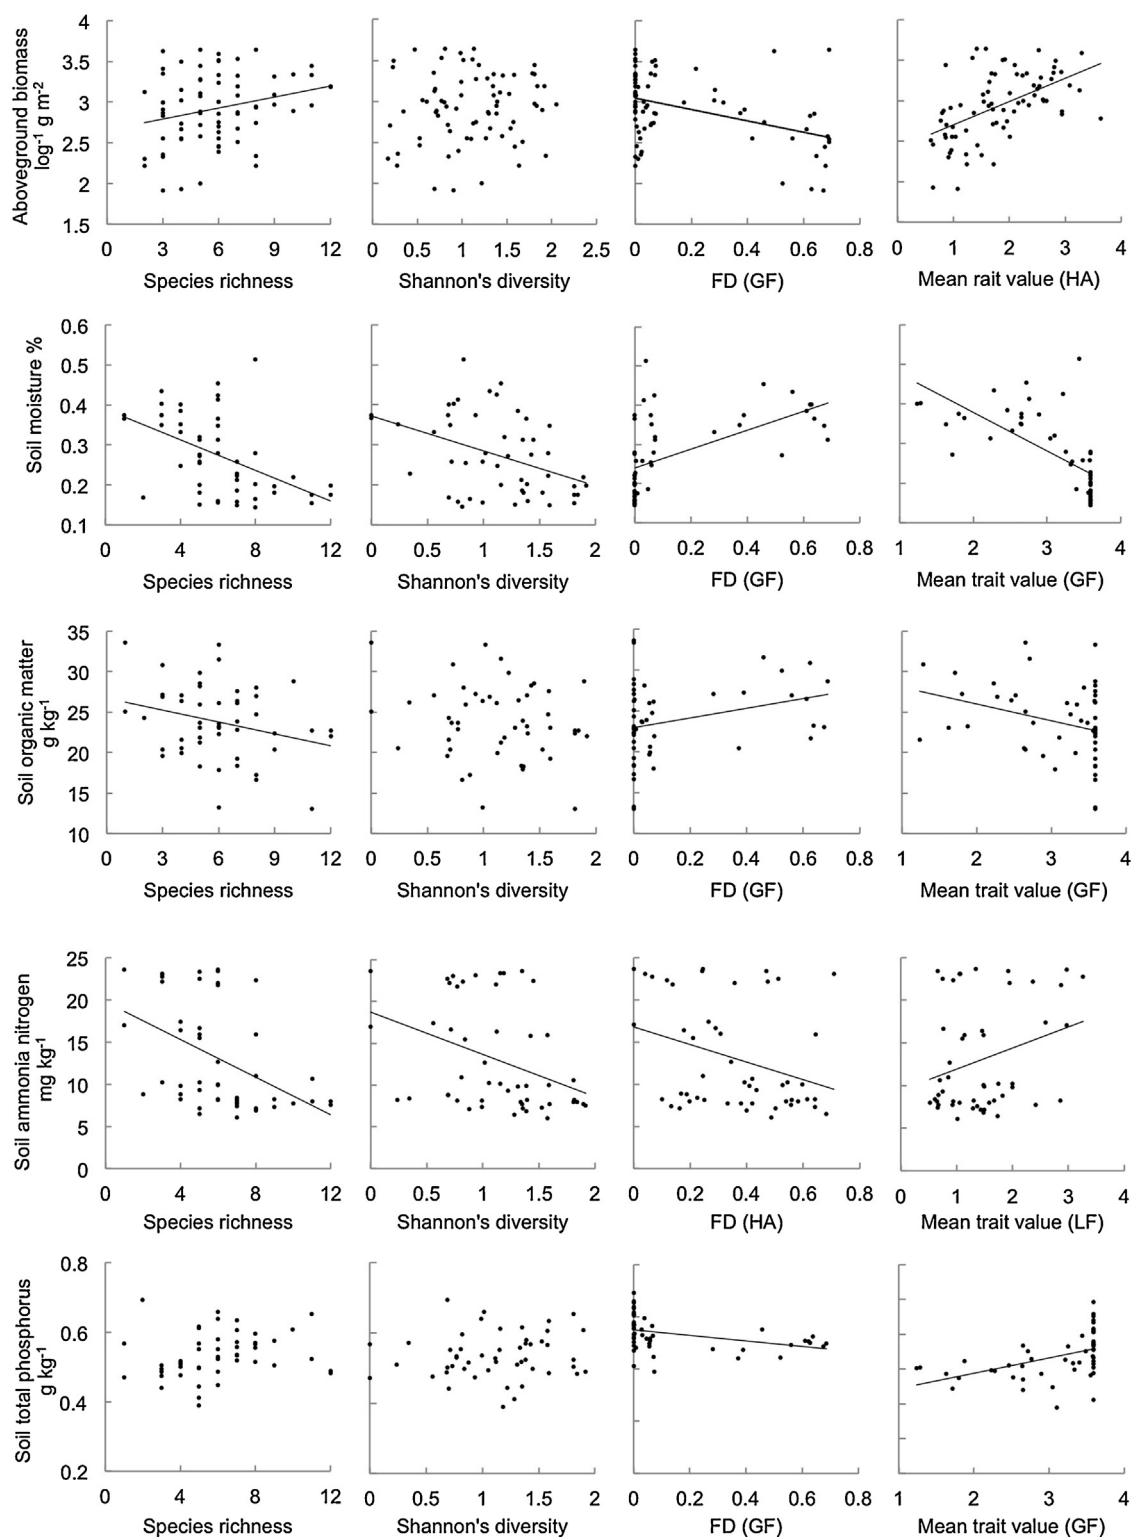 Aboveground biomass
log-1 g m-2
4
3.5
3
2.5
2
1.5
0 3 6 9 12
Species richness
0 0.5 1 1.5 2 2.5
Shannon's diversity
0 0.2 0.4 0.6 0.8
FD (GF)
0 1 2 3 4
Mean rait value (HA)
Soil moisture %
0.6
0.5
0.4
0.3
0.2
0.1
0 4 8 12
Species richness
0 0.5 1 1.5 2
Shannon's diversity
0 0.2 0.4 0.6 0.8
FD (GF)
1 2 3 4
Mean trait value (GF)
Soil organic matter
g kg-1
35
30
25
20
15
10
0 3 6 9 12
Species richness
0 0.5 1 1.5 2
Shannon's diversity
0 0.2 0.4 0.6 0.8
FD (GF)
1 2 3 4
Mean trait value (GF)
Soil ammonia nitrogen
mg kg-1
25
20
15
10
5
0
0 4 8 12
Species richness
0 0.5 1 1.5 2
Shannon's diversity
0 0.2 0.4 0.6 0.8
FD (HA)
0 1 2 3 4
Mean trait value (LF)
Soil total phosphorus
g kg-1
0.8
0.6
0.4
0.2
0 4 8 12
Species richness
0 0.5 1 1.5 2
Shannon's diversity
0 0.2 0.4 0.6 0.8
FD (GF)
1 2 3 4
Mean trait value (GF)